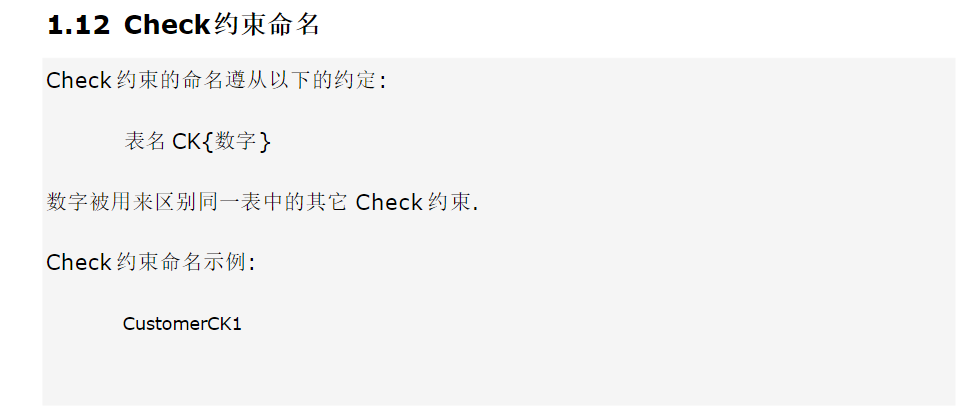 1.12 Check约束命名
Check 约束的命名遵从以下的约定:
表名 CK{数字}
数字被用来区别同一表中的其它 Check 约束.
Check 约束命名示例:
CustomerCK1